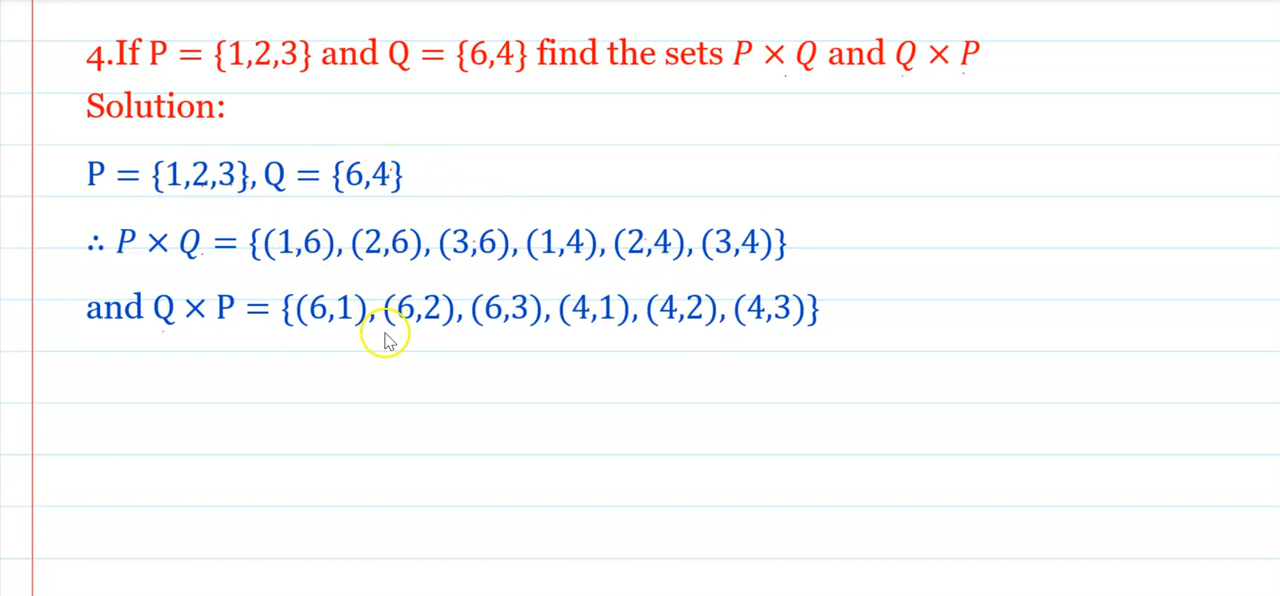 4.If P = {1,2,3} and Q = {6,4} find the sets P × Q and Q × P
Solution:
P = {1,2,3}, Q = {6,4}
∴ P × Q = {(1,6), (2,6), (3,6), (1,4), (2,4), (3,4)}
and Q × P = {(6,1), (6,2), (6,3), (4,1), (4,2), (4,3)}